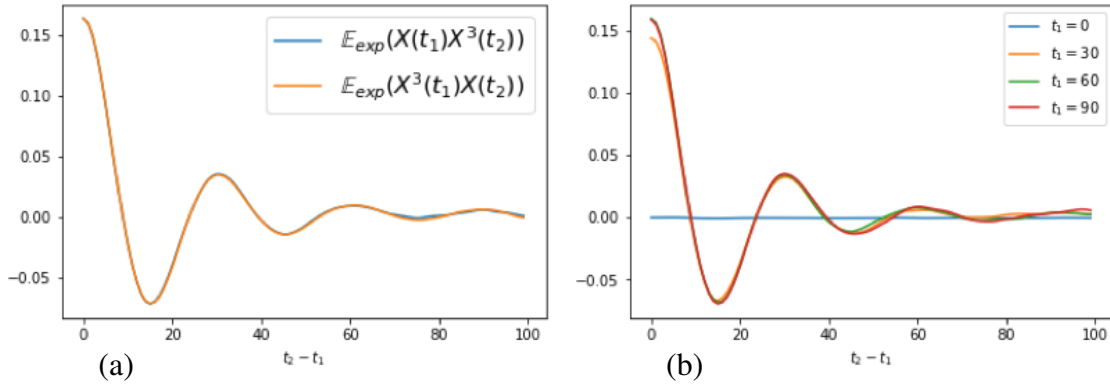 0.15
0.10
0.05
0.00
−0.05
0 20 40 60 80 100
t₂ − t₁
𝔼ₑₓₚ(X(t₁)X³(t₂))
𝔼ₑₓₚ(X³(t₁)X(t₂))
(a)
0.15
0.10
0.05
0.00
−0.05
0 20 40 60 80 100
t₂ − t₁
t₁ = 0
t₁ = 30
t₁ = 60
t₁ = 90
(b)